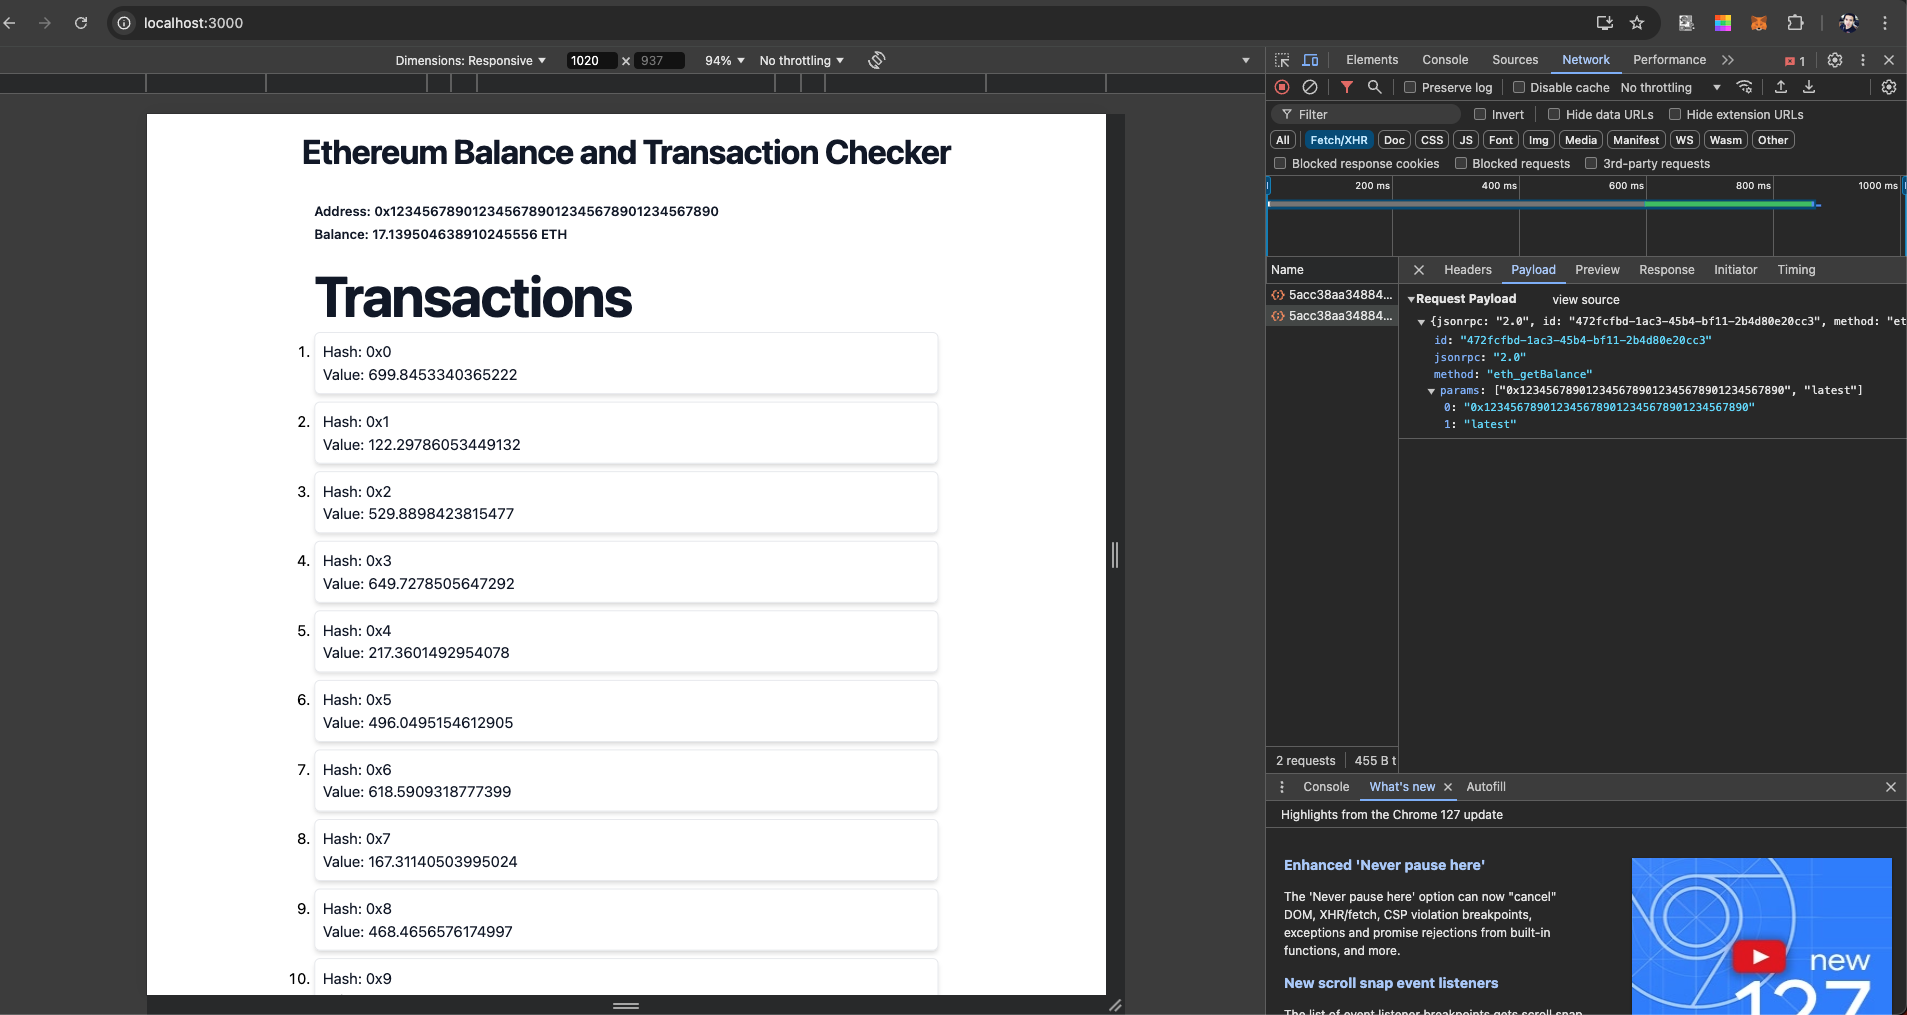 localhost:3000
Dimensions: Responsive 1020 × 937 94% No throttling
Ethereum Balance and Transaction Checker
Address: 0x1234567890123456789012345678901234567890
Balance: 17.139504638910245556 ETH
Transactions
1. Hash: 0x0
Value: 699.8453340365222
2. Hash: 0x1
Value: 122.29786053449132
3. Hash: 0x2
Value: 529.8898423815477
4. Hash: 0x3
Value: 649.7278505647292
5. Hash: 0x4
Value: 217.3601492954078
6. Hash: 0x5
Value: 496.0495154612905
7. Hash: 0x6
Value: 618.5909318777399
8. Hash: 0x7
Value: 167.31140503995024
9. Hash: 0x8
Value: 468.4656576174997
10. Hash: 0x9
Elements Console Sources Network Performance 1
Preserve log Disable cache No throttling
Filter Invert Hide data URLs Hide extension URLs
All Fetch/XHR Doc CSS JS Font Img Media Manifest WS Wasm Other
Blocked response cookies Blocked requests 3rd-party requests
200 ms 400 ms 600 ms 800 ms 1000 ms
Name
5acc38aa34884...
5acc38aa34884...
2 requests 455 B t
Headers Payload Preview Response Initiator Timing
Request Payload view source
{jsonrpc: "2.0", id: "472fcfbd-1ac3-45b4-bf11-2b4d80e20cc3", method: "et
id: "472fcfbd-1ac3-45b4-bf11-2b4d80e20cc3"
jsonrpc: "2.0"
method: "eth_getBalance"
params: ["0x1234567890123456789012345678901234567890", "latest"]
0: "0x1234567890123456789012345678901234567890"
1: "latest"
Console What's new Autofill
Highlights from the Chrome 127 update
Enhanced 'Never pause here'
The 'Never pause here' option can now "cancel"
DOM, XHR/fetch, CSP violation breakpoints,
exceptions and promise rejections from built-in
functions, and more.
New scroll snap event listeners
The list of event listener breakpoints gets scroll snap
new
127